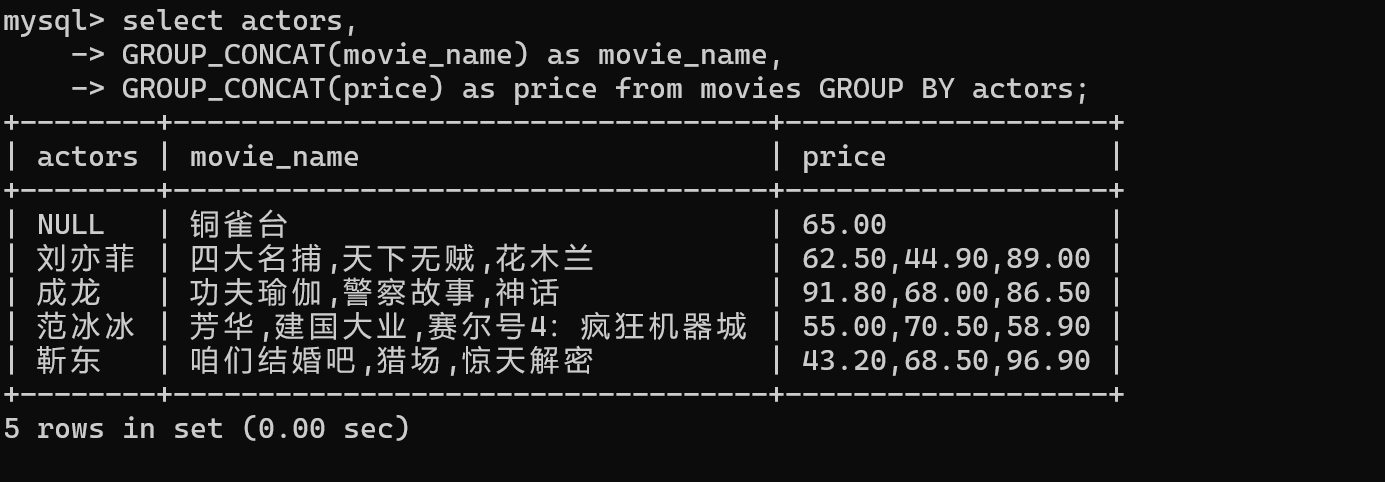 mysql> select actors,
    -> GROUP_CONCAT(movie_name) as movie_name,
    -> GROUP_CONCAT(price) as price from movies GROUP BY actors;
+--------+-----------------------------------+-------------------+
| actors | movie_name | price |
+--------+-----------------------------------+-------------------+
| NULL | 铜雀台 | 65.00 |
| 刘亦菲 | 四大名捕,天下无贼,花木兰 | 62.50,44.90,89.00 |
| 成龙 | 功夫瑜伽,警察故事,神话 | 91.80,68.00,86.50 |
| 范冰冰 | 芳华,建国大业,赛尔号4：疯狂机器城 | 55.00,70.50,58.90 |
| 靳东 | 咱们结婚吧,猎场,惊天解密 | 43.20,68.50,96.90 |
+--------+-----------------------------------+-------------------+
5 rows in set (0.00 sec)